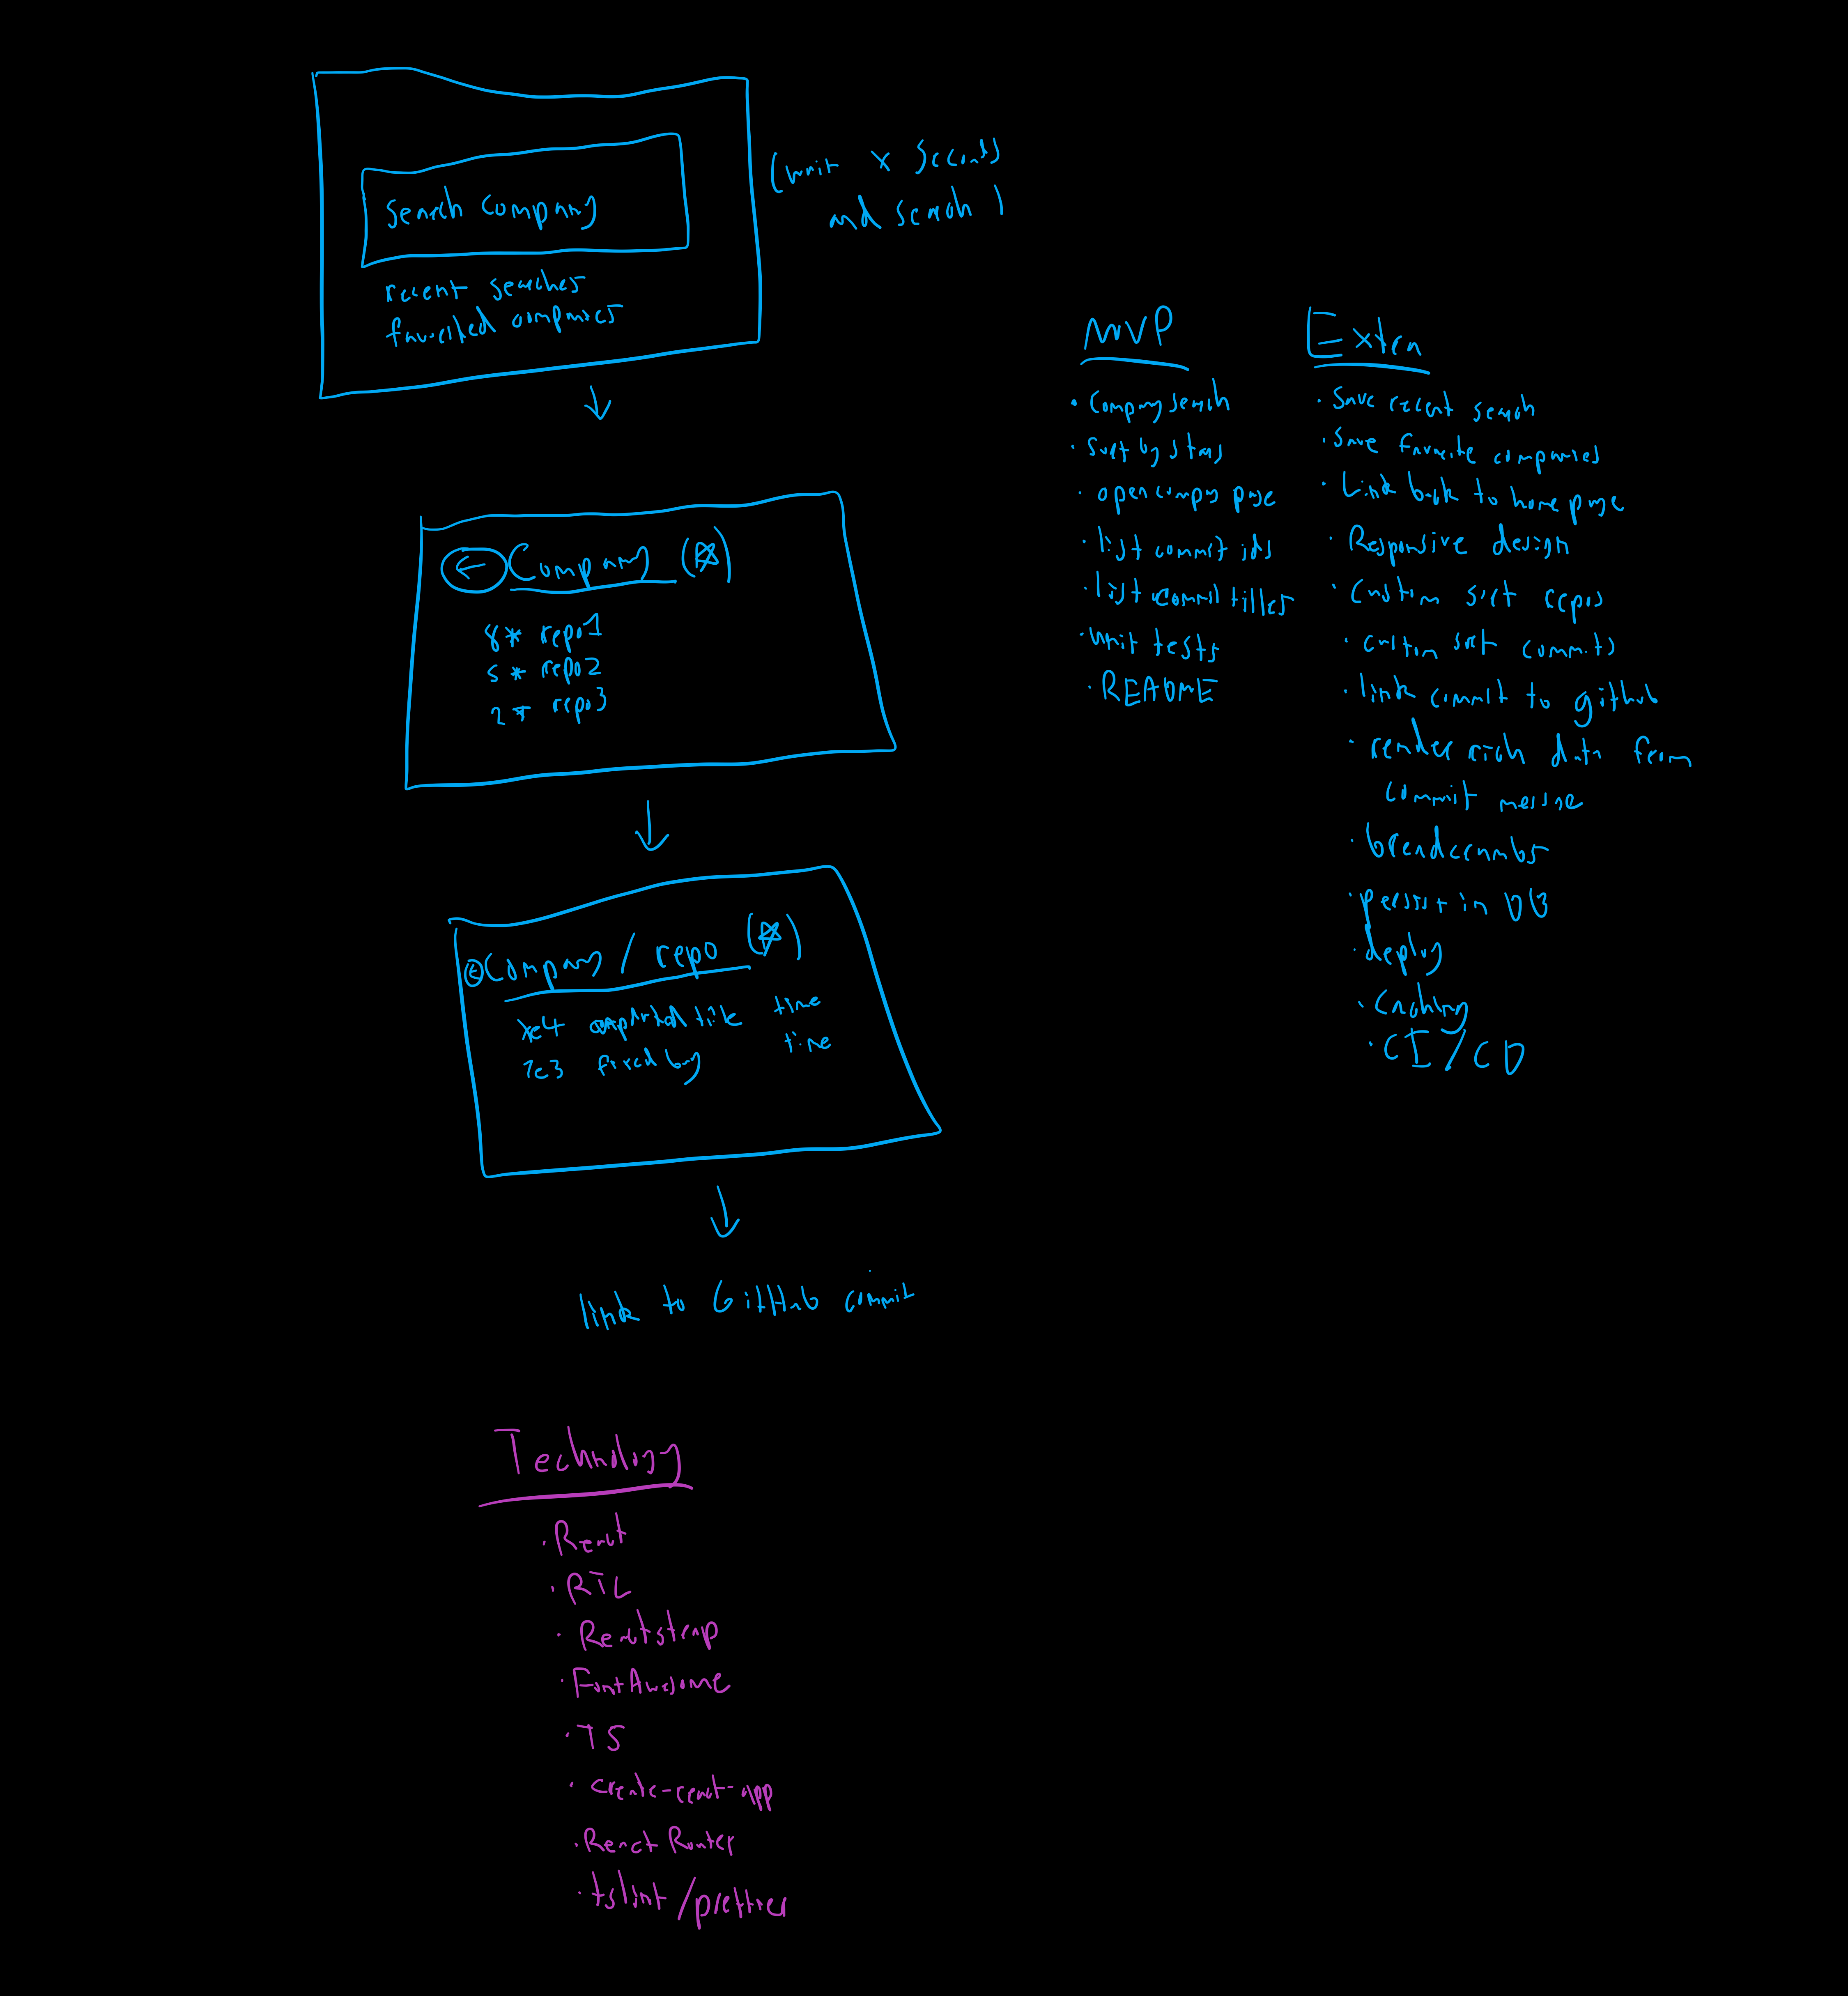 Search Company
(wait X seconds
and search)
recent searches
favorited companies
Company (☆)
8 * repo1
5 * repo2
2 * repo3
Company / repo (☆)
title time
1c3 fixed bug time
link to GitHub commit
MVP
· Company search
· Sort by stars
· open company page
· list commit ids
· list commit titles
· unit tests
· README
Extra
· Save recent search
· Save favorite companies
· Link back to home page
· Responsive design
· Custom sort repos
· custom sort commits
· link commit to github
· render rich data from
commit message
· breadcrumbs
· persist in DB
· deploy
· Caching
· CI/CD
Technology
· React
· RTL
· Reactstrap
· FontAwesome
· TS
· create-react-app
· React Router
· tslint/prettier